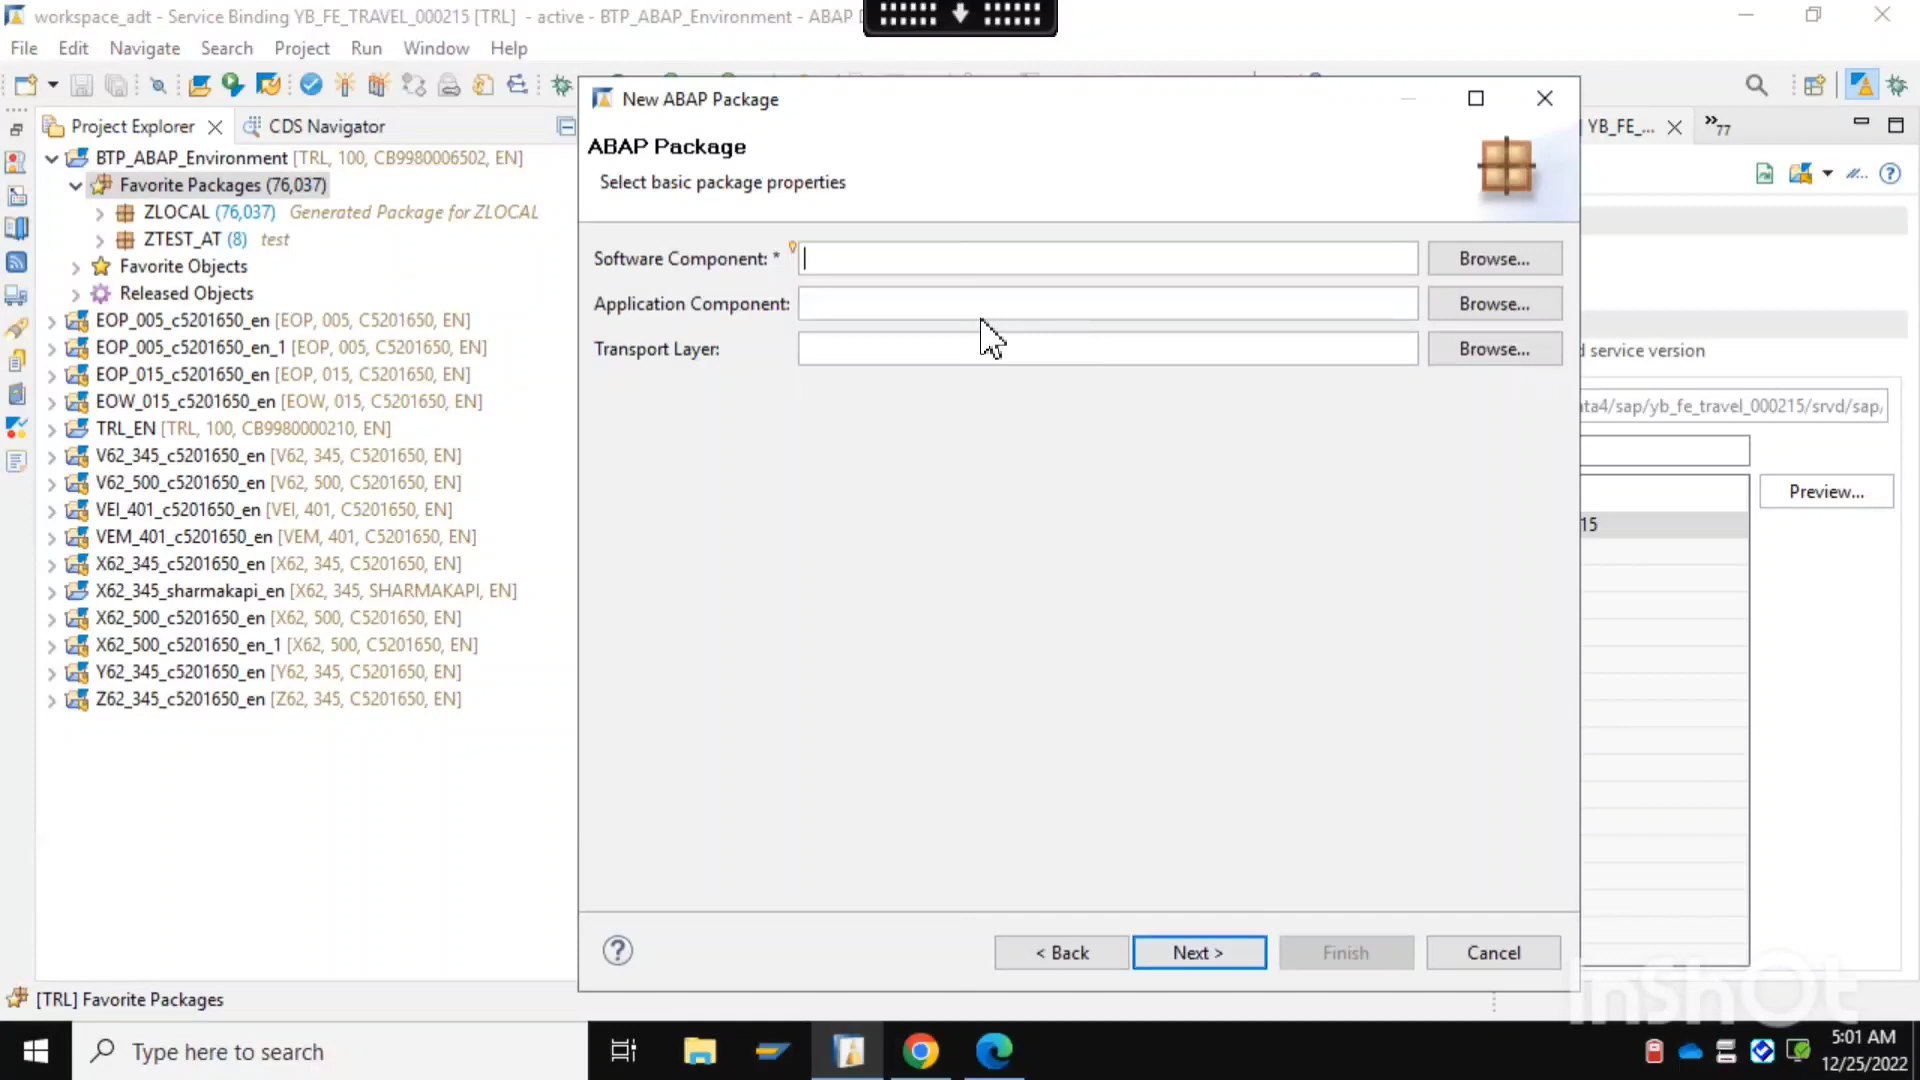 workspace_adt - Service Binding YB_FE_TRAVEL_000215 [TRL] - active - BTP_ABAP_Environment - ABAP
File Edit Navigate Search Project Run Window Help
Project Explorer
CDS Navigator
BTP_ABAP_Environment [TRL, 100, CB9980006502, EN]
Favorite Packages (76,037)
ZLOCAL (76,037) Generated Package for ZLOCAL
ZTEST_AT (8) test
Favorite Objects
Released Objects
EOP_005_c5201650_en [EOP, 005, C5201650, EN]
EOP_005_c5201650_en_1 [EOP, 005, C5201650, EN]
EOP_015_c5201650_en [EOP, 015, C5201650, EN]
EOW_015_c5201650_en [EOW, 015, C5201650, EN]
TRL_EN [TRL, 100, CB9980000210, EN]
V62_345_c5201650_en [V62, 345, C5201650, EN]
V62_500_c5201650_en [V62, 500, C5201650, EN]
VEI_401_c5201650_en [VEI, 401, C5201650, EN]
VEM_401_c5201650_en [VEM, 401, C5201650, EN]
X62_345_c5201650_en [X62, 345, C5201650, EN]
X62_345_sharmakapi_en [X62, 345, SHARMAKAPI, EN]
X62_500_c5201650_en [X62, 500, C5201650, EN]
X62_500_c5201650_en_1 [X62, 500, C5201650, EN]
Y62_345_c5201650_en [Y62, 345, C5201650, EN]
Z62_345_c5201650_en [Z62, 345, C5201650, EN]
[TRL] Favorite Packages
New ABAP Package
ABAP Package
Select basic package properties
Software Component: *
Browse...
Application Component:
Browse...
Transport Layer:
Browse...
< Back
Next >
Finish
Cancel
YB_FE_...
77
service version
ata4/sap/yb_fe_travel_000215/srvd/sap/
Preview...
15
InShOt
Type here to search
5:01 AM
12/25/2022